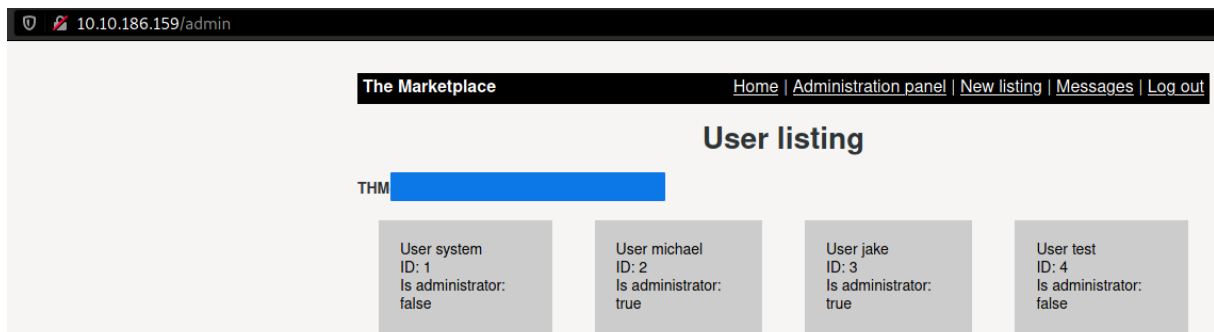 10.10.186.159/admin
The Marketplace
Home | Administration panel | New listing | Messages | Log out
User listing
THM
User system
ID: 1
Is administrator:
false
User michael
ID: 2
Is administrator:
true
User jake
ID: 3
Is administrator:
true
User test
ID: 4
Is administrator:
false